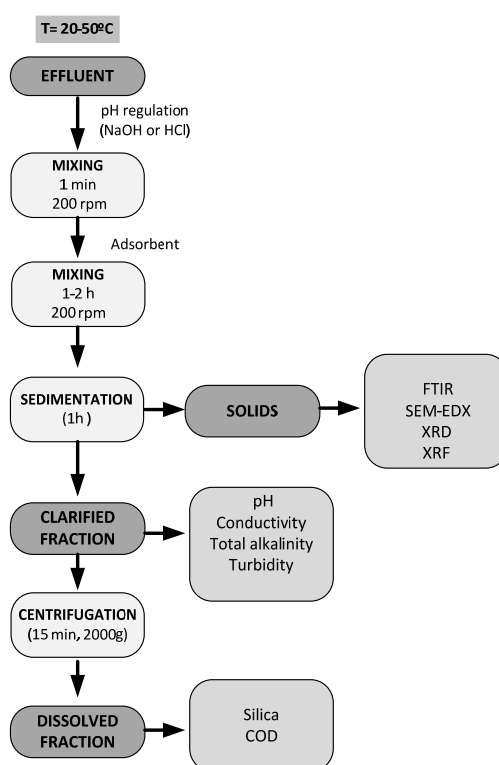 T= 20-50ºC
EFFLUENT
pH regulation
(NaOH or HCl)
MIXING
1 min
200 rpm
Adsorbent
MIXING
1-2 h
200 rpm
SEDIMENTATION
(1h )
SOLIDS
FTIR
SEM-EDX
XRD
XRF
CLARIFIED
FRACTION
pH
Conductivity
Total alkalinity
Turbidity
CENTRIFUGATION
(15 min, 2000g)
DISSOLVED
FRACTION
Silica
COD